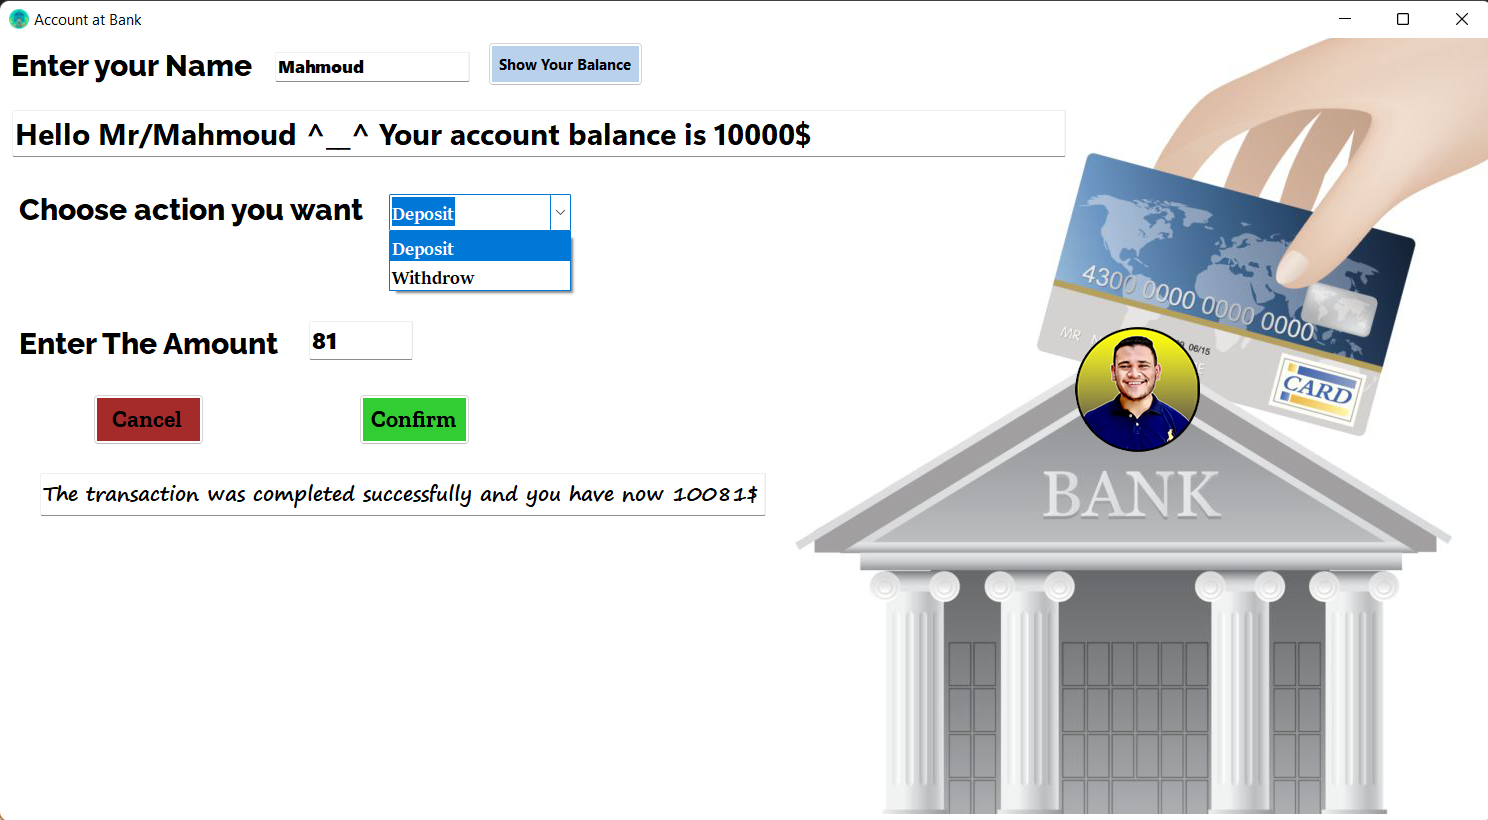 Account at Bank
Enter your Name Mahmoud Show Your Balance
Hello Mr/Mahmoud ^__^ Your account balance is 10000$
Choose action you want Deposit
Deposit
Withdrow
Enter The Amount 81
Cancel Confirm
The transaction was completed successfully and you have now 10081$
4300 0000 0000 0000
MR
06/15
CARD
BANK